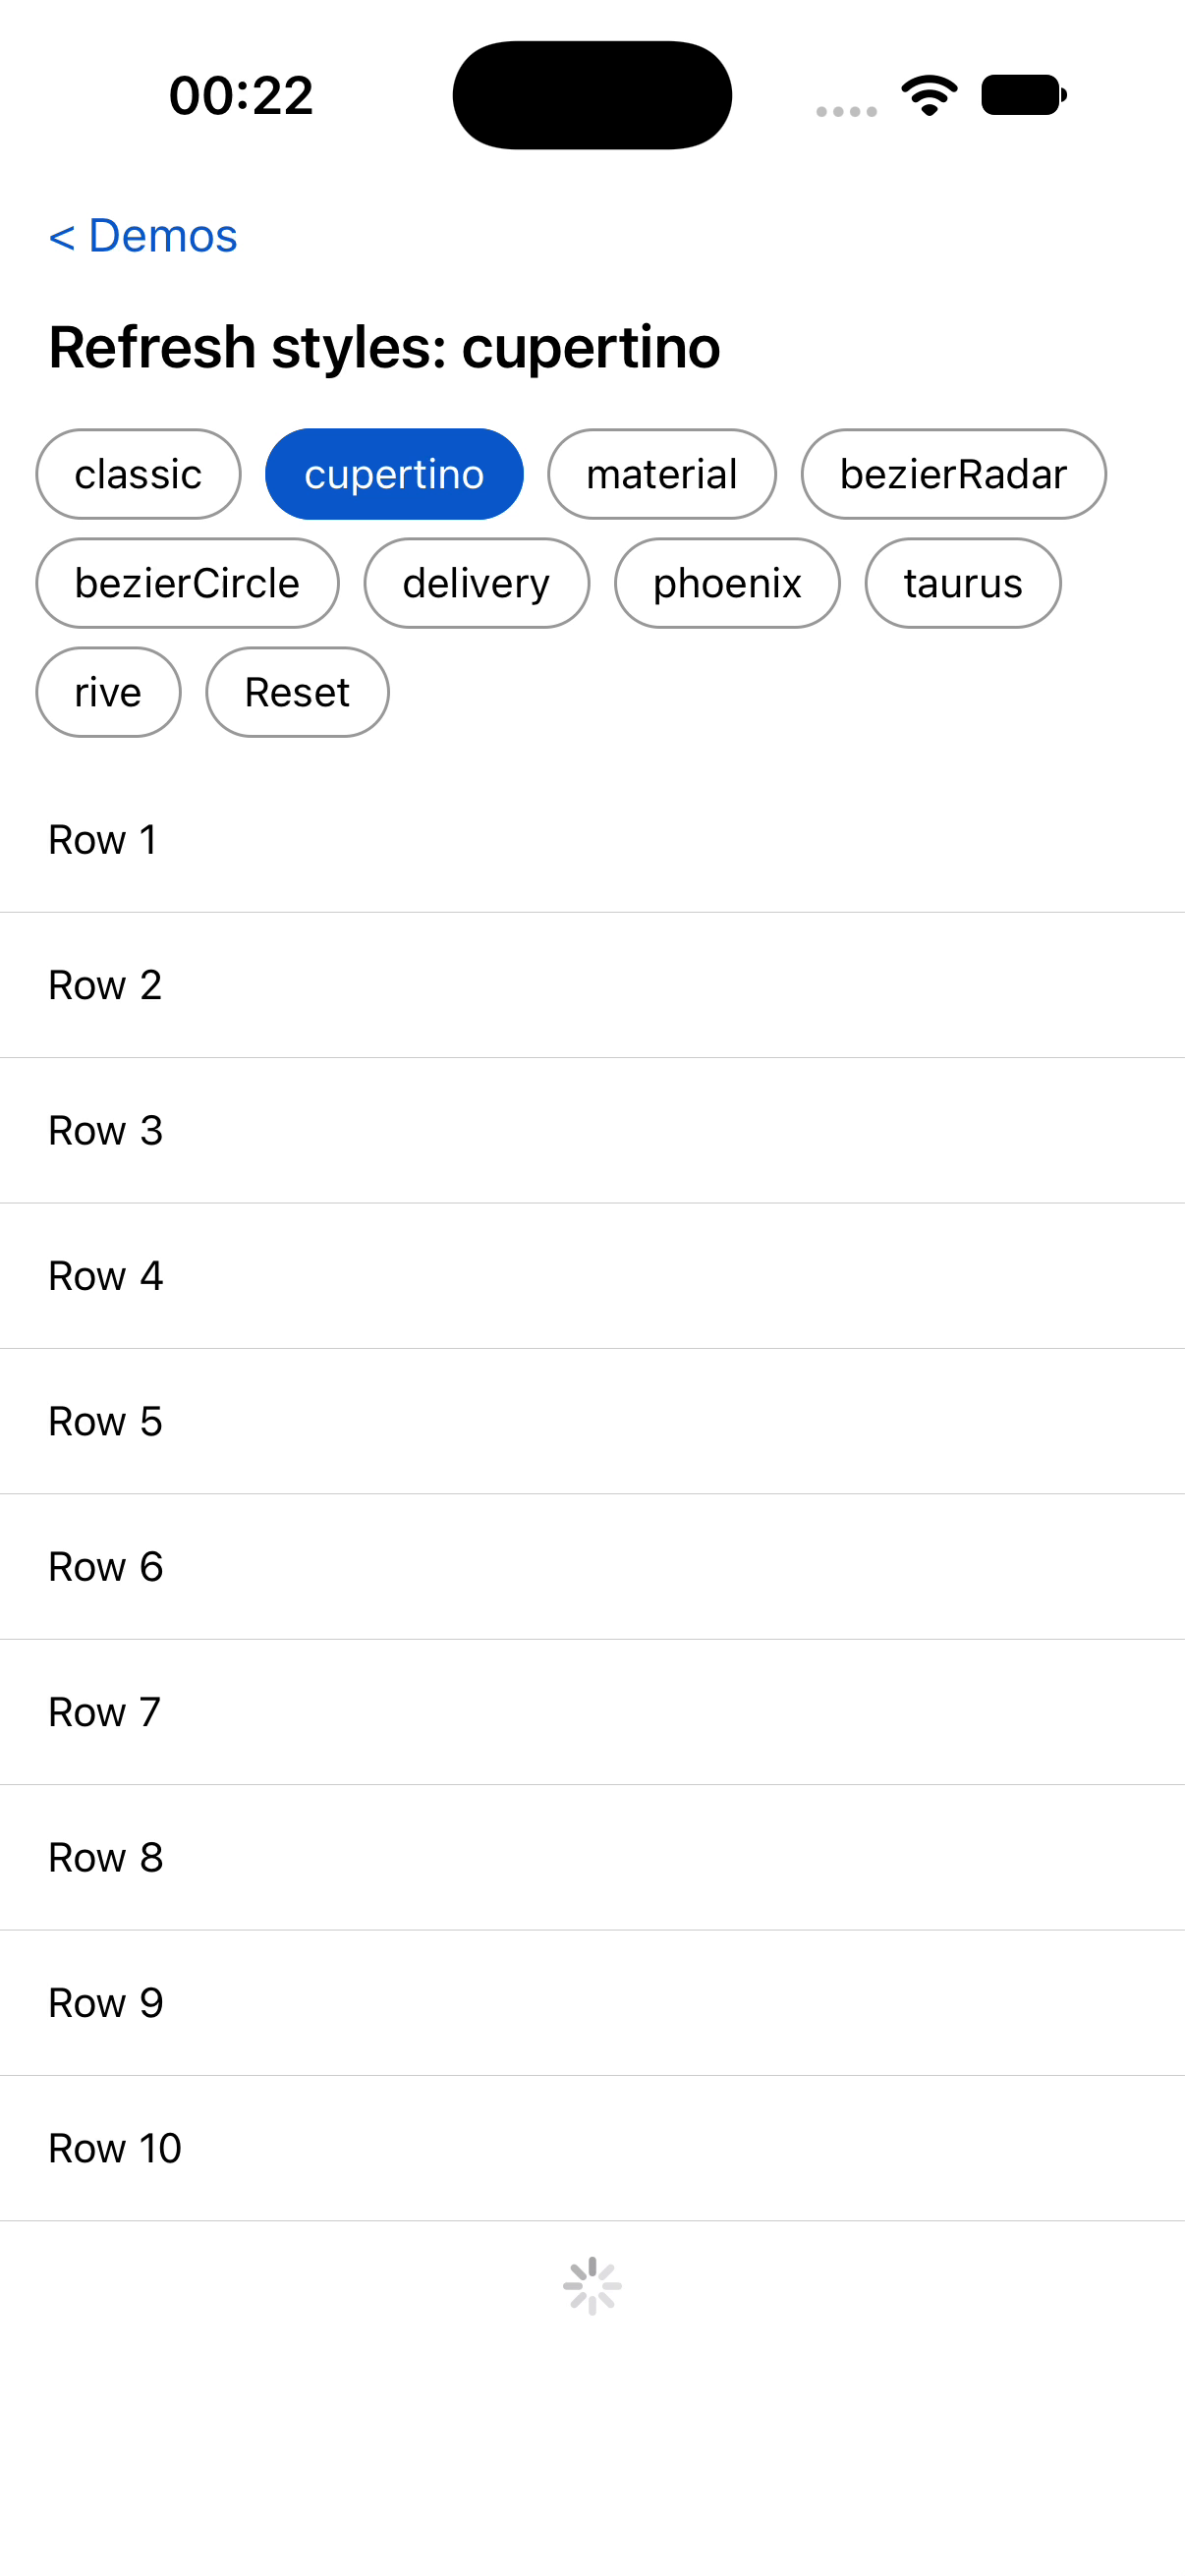 00:22
< Demos
Refresh styles: cupertino
classic cupertino material bezierRadar
bezierCircle delivery phoenix taurus
rive Reset
Row 1
Row 2
Row 3
Row 4
Row 5
Row 6
Row 7
Row 8
Row 9
Row 10